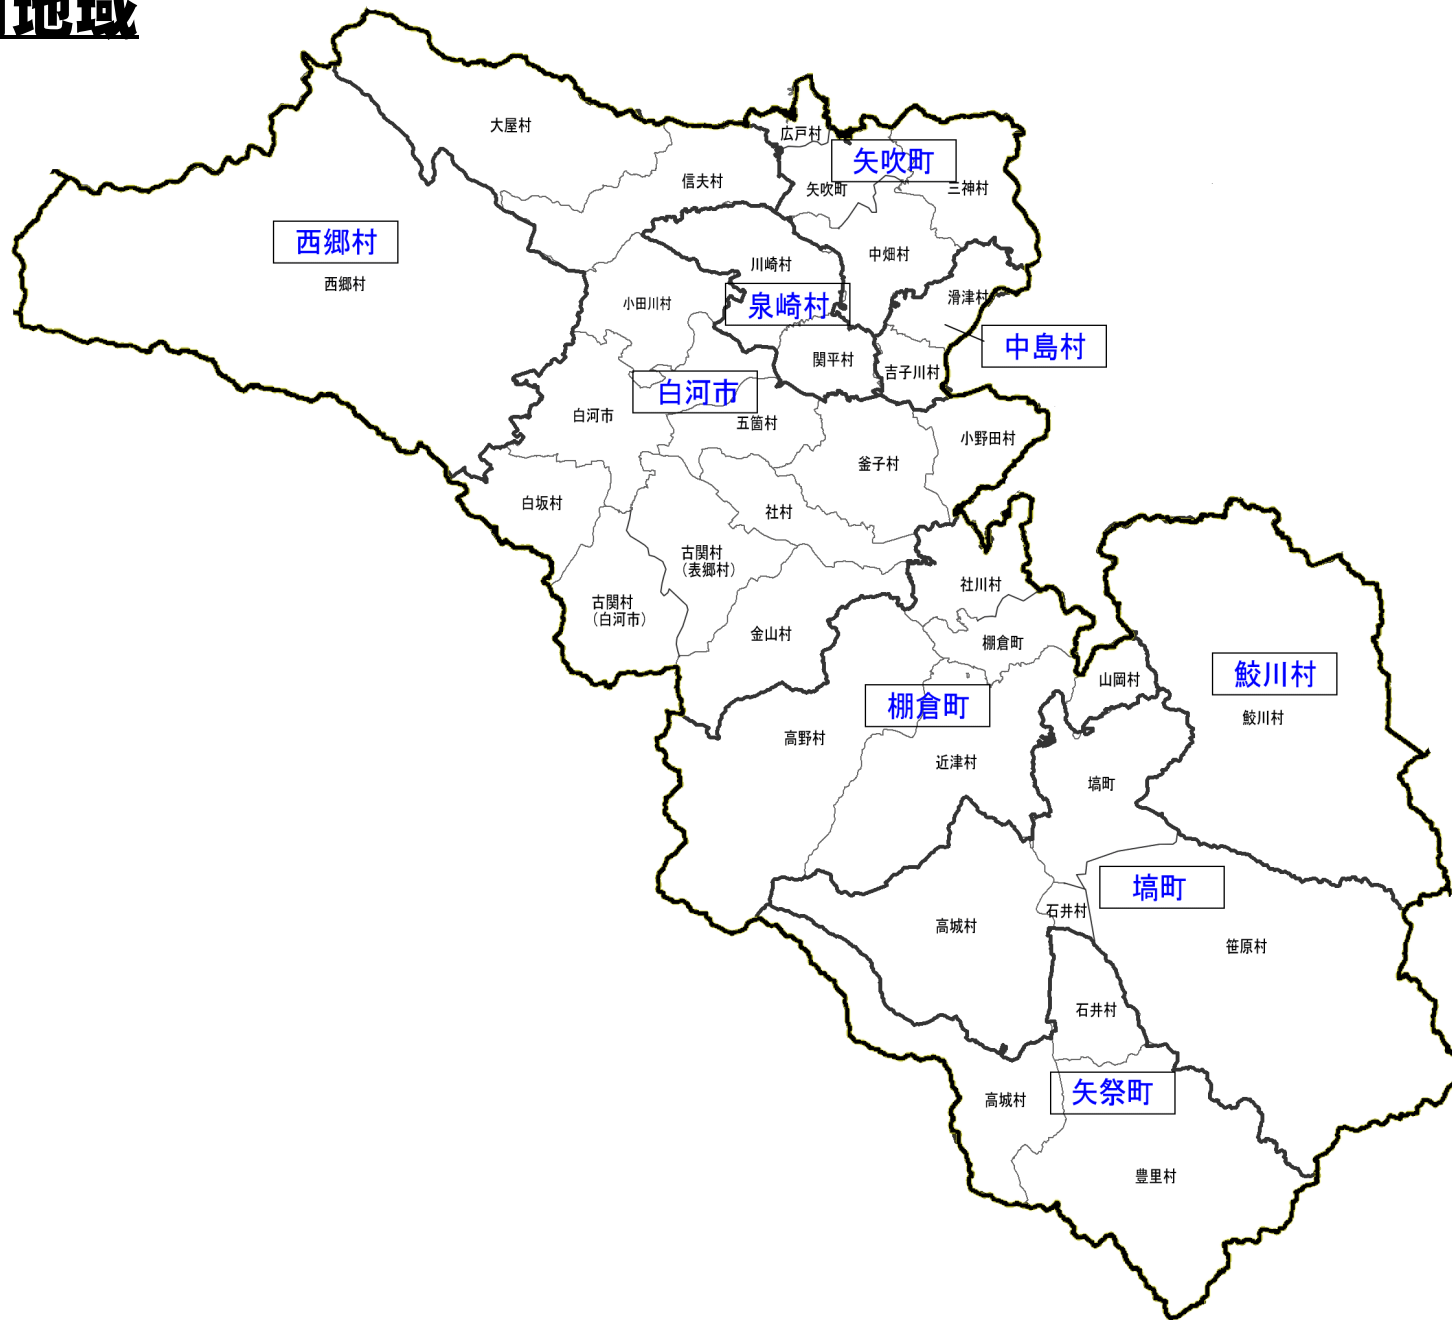 地域
大屋村
広戸村
矢吹町
信夫村
矢吹町
三神村
西郷村
西郷村
中畑村
川崎村
小田川村
泉崎村
滑津村
中島村
関平村
吉子川村
白河市
白河市
五箇村
小野田村
釜子村
白坂村
社村
古関村
（表郷村）
社川村
古関村
（白河市）
金山村
棚倉町
山岡村
鮫川村
棚倉町
鮫川村
高野村
近津村
塙町
塙町
石井村
高城村
笹原村
石井村
矢祭町
高城村
豊里村